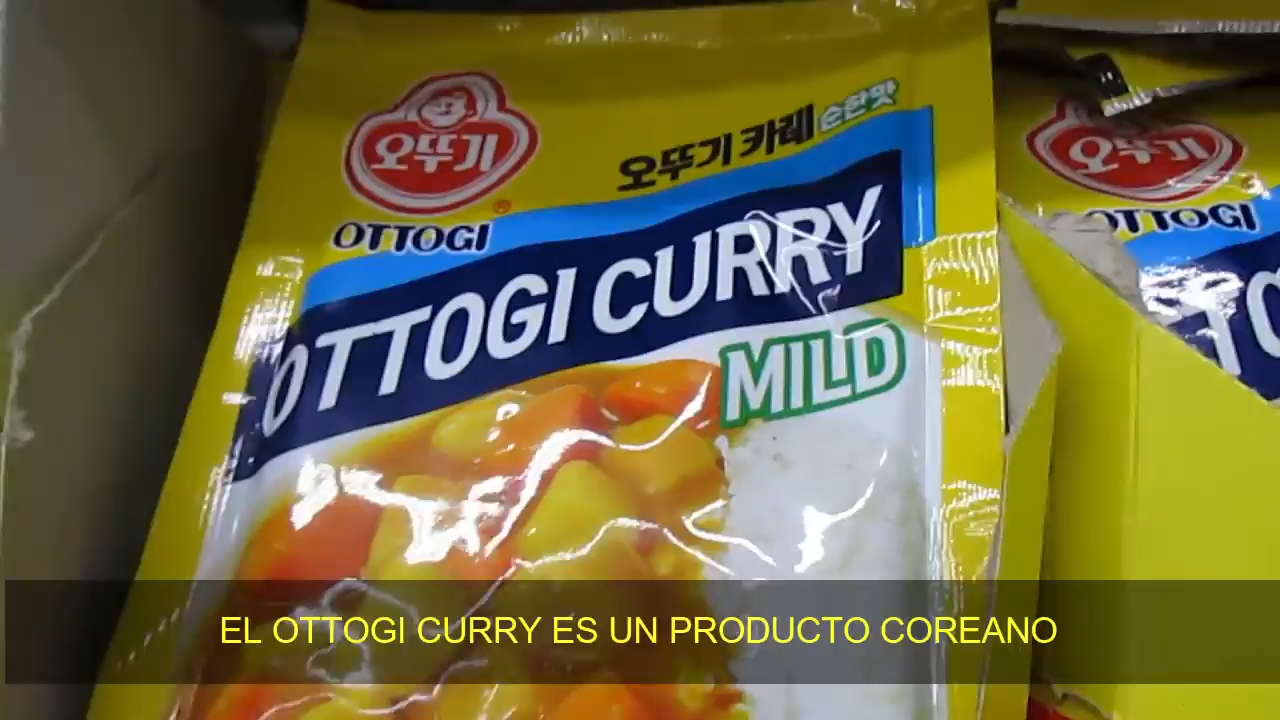 오뚜기
OTTOGI
오뚜기 카레 순한맛
OTTOGI CURRY
MILD
오뚜기
OTTOGI
EL OTTOGI CURRY ES UN PRODUCTO COREANO